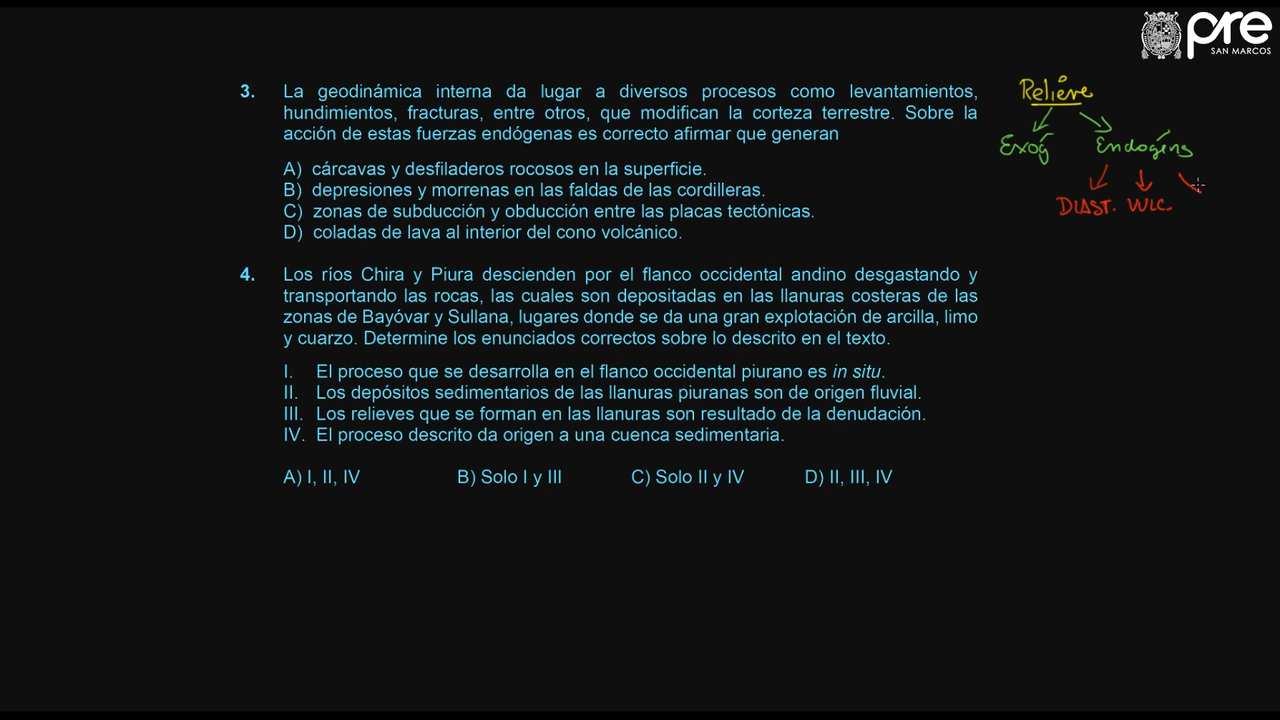 pre
SAN MARCOS
3. La geodinámica interna da lugar a diversos procesos como levantamientos,
hundimientos, fracturas, entre otros, que modifican la corteza terrestre. Sobre la
acción de estas fuerzas endógenas es correcto afirmar que generan
A) cárcavas y desfiladeros rocosos en la superficie.
B) depresiones y morrenas en las faldas de las cordilleras.
C) zonas de subducción y obducción entre las placas tectónicas.
D) coladas de lava al interior del cono volcánico.
4. Los ríos Chira y Piura descienden por el flanco occidental andino desgastando y
transportando las rocas, las cuales son depositadas en las llanuras costeras de las
zonas de Bayóvar y Sullana, lugares donde se da una gran explotación de arcilla, limo
y cuarzo. Determine los enunciados correctos sobre lo descrito en el texto.
I. El proceso que se desarrolla en el flanco occidental piurano es in situ.
II. Los depósitos sedimentarios de las llanuras piuranas son de origen fluvial.
III. Los relieves que se forman en las llanuras son resultado de la denudación.
IV. El proceso descrito da origen a una cuenca sedimentaria.
A) I, II, IV B) Solo I y III C) Solo II y IV D) II, III, IV
Relieve
Exóg Endógens
DIAST. VULC.